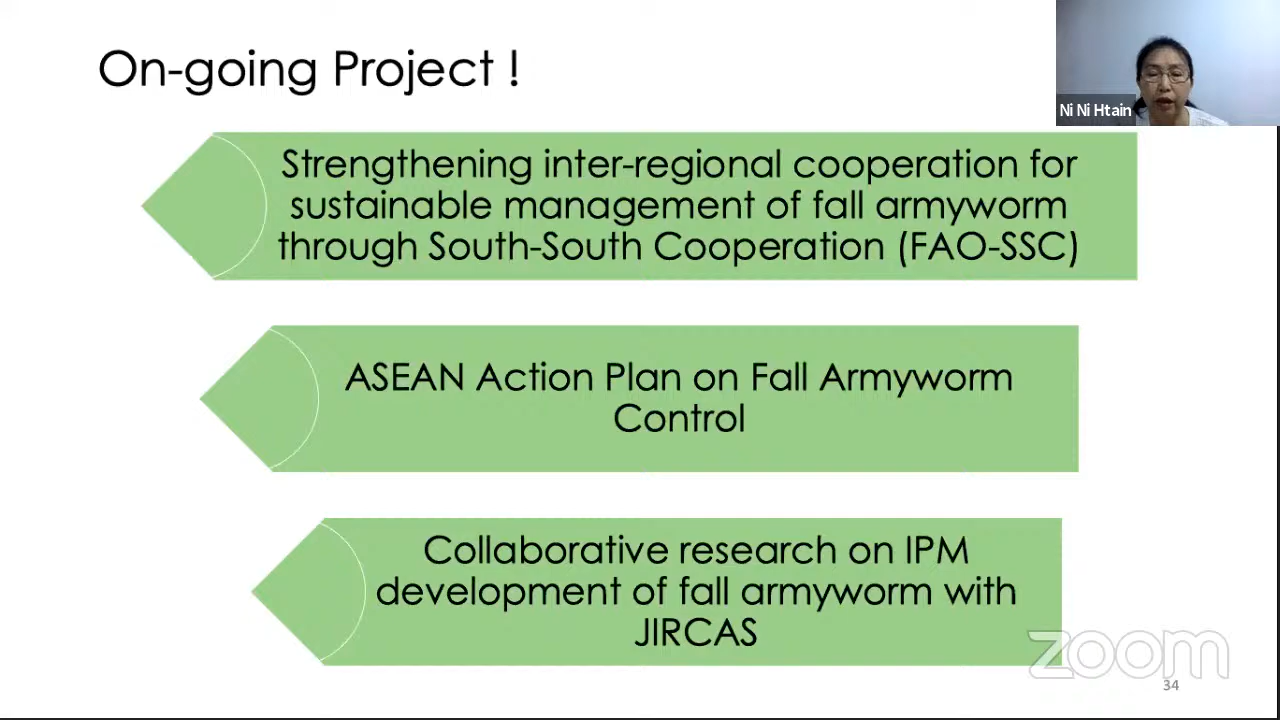 On-going Project !
Ni Ni Htain
Strengthening inter-regional cooperation for
sustainable management of fall armyworm
through South-South Cooperation (FAO-SSC)
ASEAN Action Plan on Fall Armyworm
Control
Collaborative research on IPM
development of fall armyworm with
JIRCAS
zoom
34